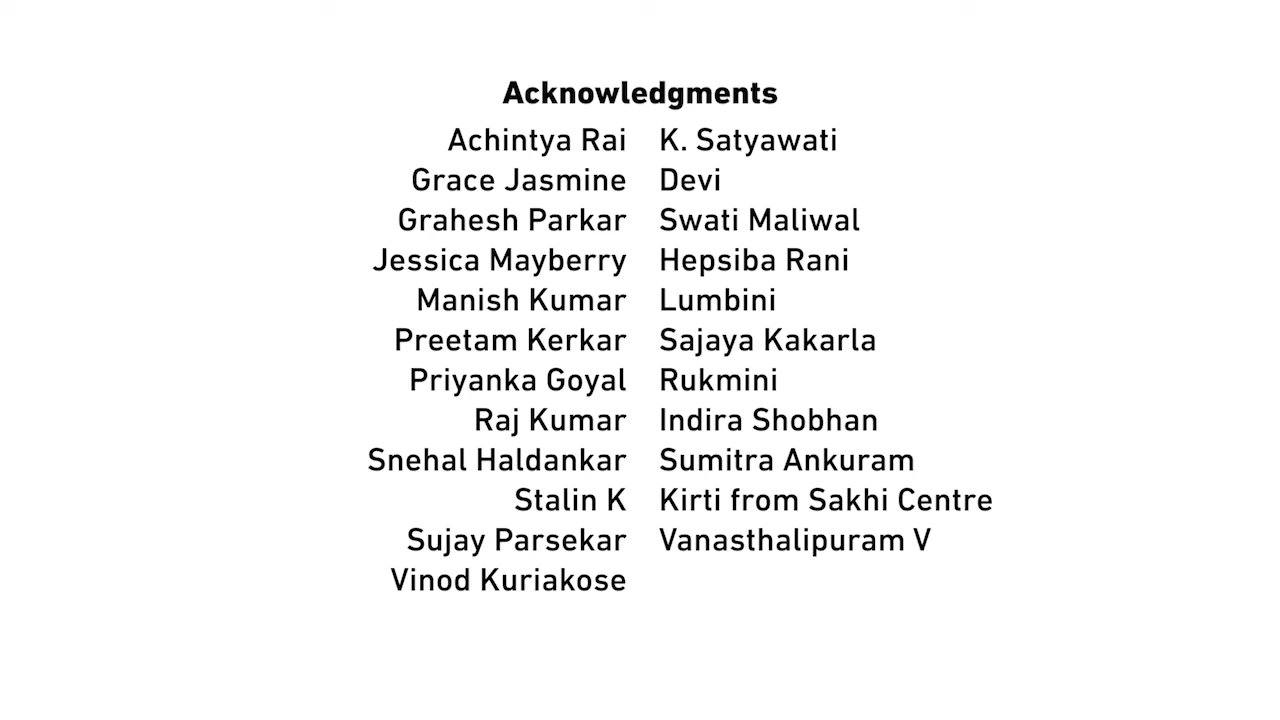 Acknowledgments
Achintya Rai
Grace Jasmine
Grahesh Parkar
Jessica Mayberry
Manish Kumar
Preetam Kerkar
Priyanka Goyal
Raj Kumar
Snehal Haldankar
Stalin K
Sujay Parsekar
Vinod Kuriakose
K. Satyawati
Devi
Swati Maliwal
Hepsiba Rani
Lumbini
Sajaya Kakarla
Rukmini
Indira Shobhan
Sumitra Ankuram
Kirti from Sakhi Centre
Vanasthalipuram V